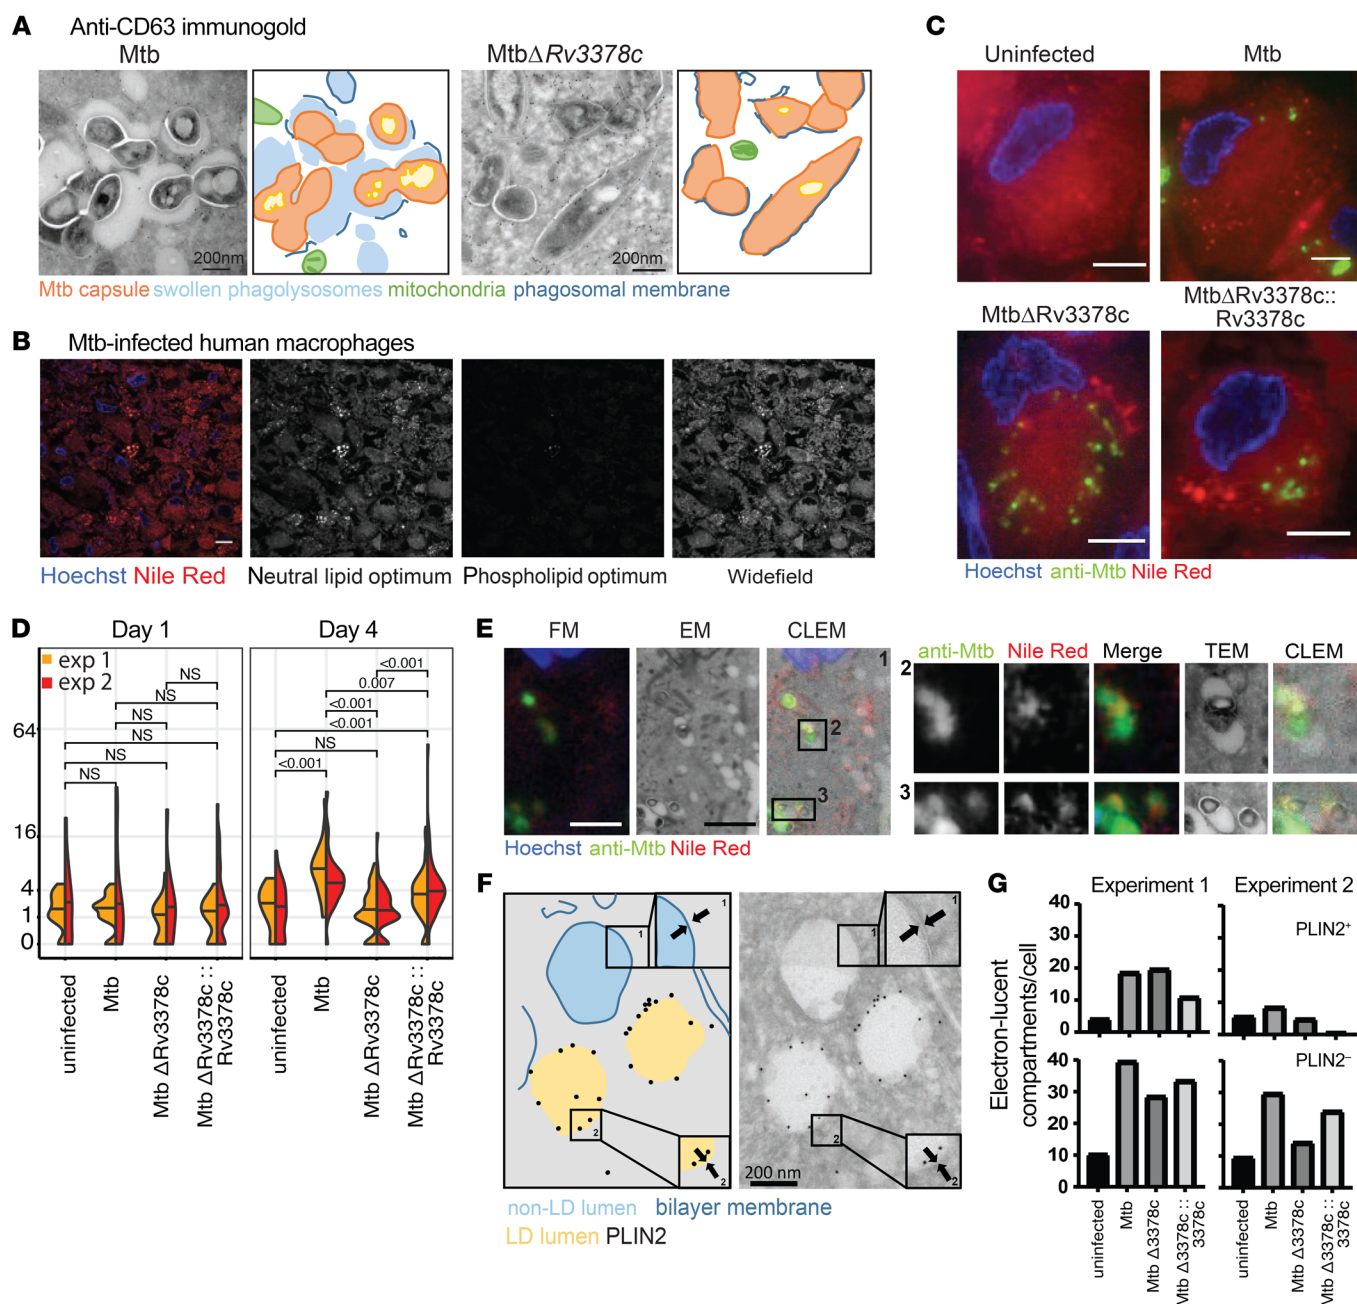 A
Anti-CD63 immunogold
Mtb
MtbΔRv3378c
200nm
200nm
Mtb capsule swollen phagolysosomes mitochondria phagosomal membrane
B
Mtb-infected human macrophages
Hoechst Nile Red
Neutral lipid optimum
Phospholipid optimum
Widefield
C
Uninfected
Mtb
MtbΔRv3378c
MtbΔRv3378c::
Rv3378c
Hoechst anti-Mtb Nile Red
D
Day 1
Day 4
exp 1
exp 2
NS
NS
NS
NS
NS
NS
<0.001
0.007
<0.001
<0.001
NS
<0.001
64
16
4
1
0
uninfected
Mtb
Mtb ΔRv3378c
Mtb ΔRv3378c ::
Rv3378c
uninfected
Mtb
Mtb ΔRv3378c
Mtb ΔRv3378c ::
Rv3378c
E
FM
EM
CLEM
1
2
3
Hoechst anti-Mtb Nile Red
anti-Mtb
Nile Red
Merge
TEM
CLEM
2
3
F
1
1
2
2
1
1
2
2
200 nm
non-LD lumen
bilayer membrane
LD lumen PLIN2
G
Experiment 1
Experiment 2
Electron-lucent
compartments/cell
40
30
20
10
0
PLIN2⁺
40
30
20
10
0
PLIN2⁻
uninfected
Mtb
Mtb Δ3378c
Mtb Δ3378c ::
3378c
uninfected
Mtb
Mtb Δ3378c
Mtb Δ3378c ::
3378c